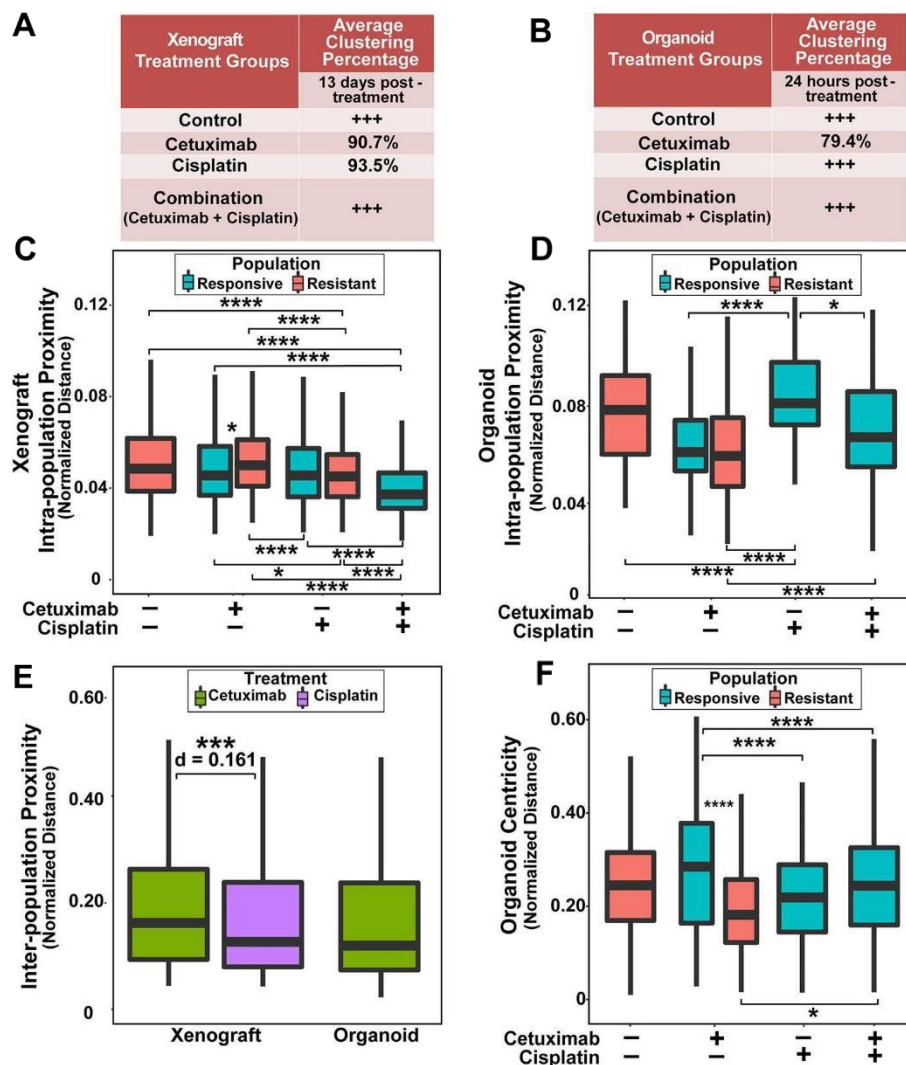 A
Xenograft
Treatment Groups
Average
Clustering
Percentage
13 days post -
treatment
Control +++
Cetuximab 90.7%
Cisplatin 93.5%
Combination
(Cetuximab + Cisplatin) +++
B
Organoid
Treatment Groups
Average
Clustering
Percentage
24 hours post -
treatment
Control +++
Cetuximab 79.4%
Cisplatin +++
Combination
(Cetuximab + Cisplatin) +++
C
Xenograft
Intra-population Proximity
(Normalized Distance)
Population
Responsive Resistant
0.12
0.08
0.04
0
****
****
****
****
*
****
****
*
****
****
Cetuximab − + − +
Cisplatin − − + +
D
Organoid
Intra-population Proximity
(Normalized Distance)
Population
Responsive Resistant
0.12
0.08
0.04
0
**** *
****
****
****
Cetuximab − + − +
Cisplatin − − + +
E
Inter-population Proximity
(Normalized Distance)
Treatment
Cetuximab Cisplatin
0.60
0.40
0.20
0
***
d = 0.161
Xenograft Organoid
F
Organoid Centricity
(Normalized Distance)
Population
Responsive Resistant
0.60
0.40
0.20
0
****
****
****
*
Cetuximab − + − +
Cisplatin − − + +